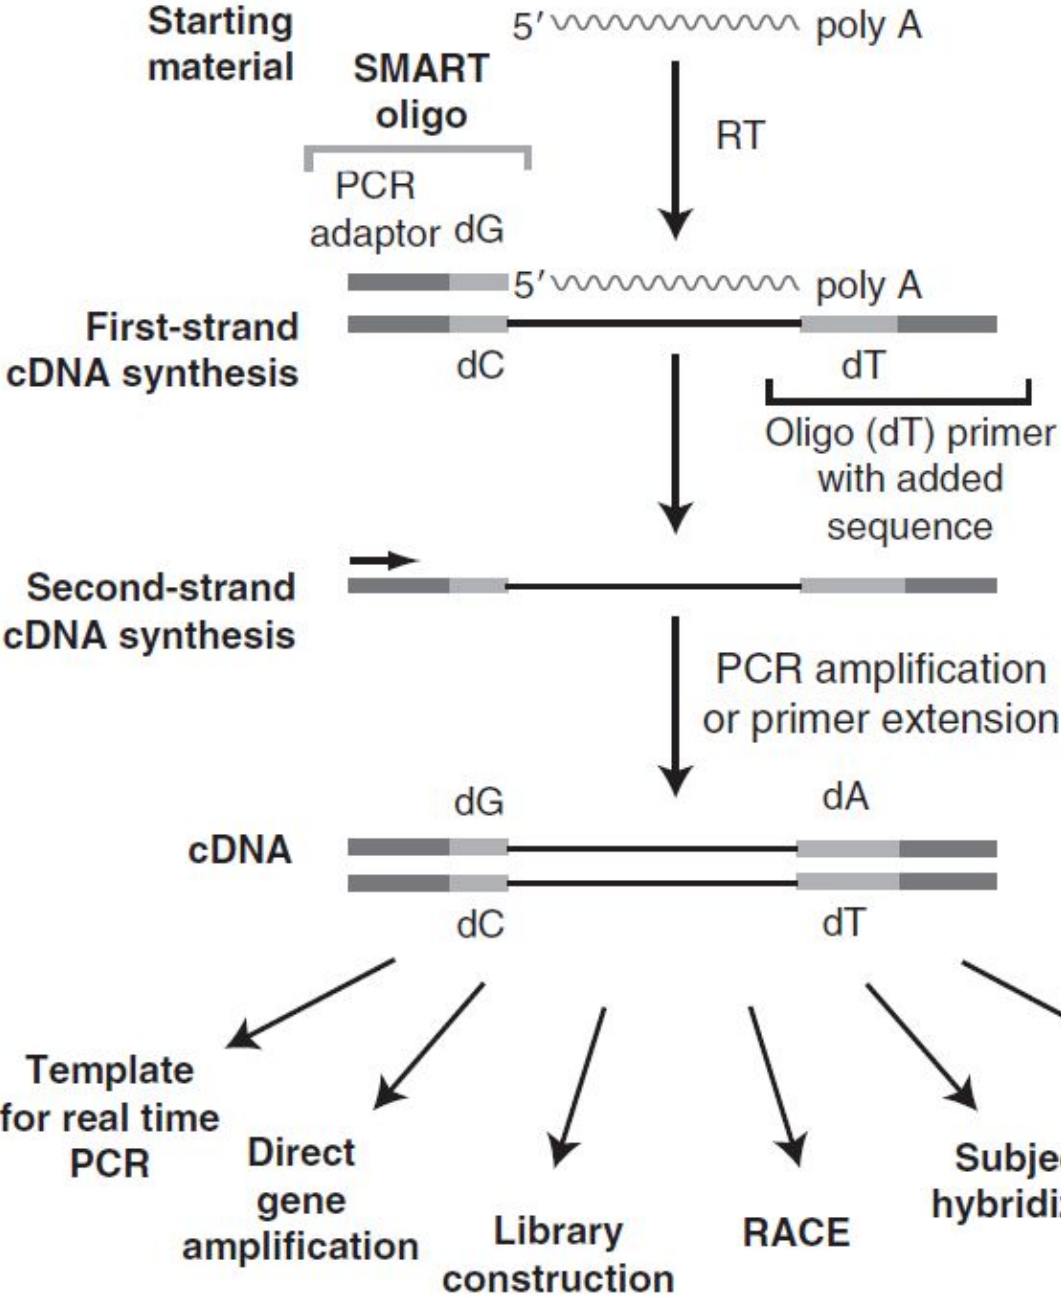 Starting
material
5′
poly A
SMART
oligo
RT
PCR
adaptor dG
5′
poly A
First-strand
cDNA synthesis
dC
dT
Oligo (dT) primer
with added
sequence
Second-strand
cDNA synthesis
PCR amplification
or primer extension
dG
dA
cDNA
dC
dT
Template
for real time
PCR
Direct
gene
amplification
Library
construction
RACE